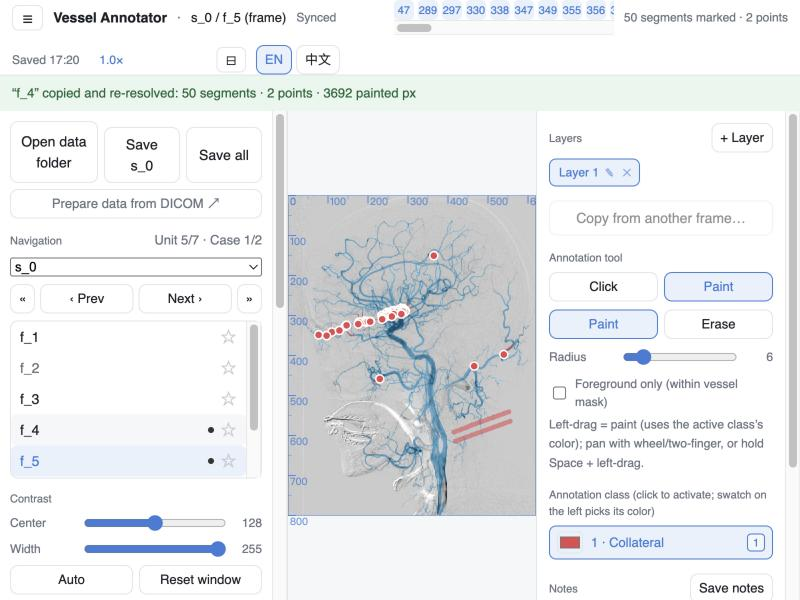 ≡ Vessel Annotator · s_0 / f_5 (frame) Synced 47 289 297 330 338 347 349 355 356 50 segments marked · 2 points
Saved 17:20 1.0× 日 EN 中文
“f_4” copied and re-resolved: 50 segments · 2 points · 3692 painted px
Open data folder
Save s_0
Save all
Prepare data from DICOM ↗
Navigation Unit 5/7 · Case 1/2
s_0
« ‹ Prev Next › »
f_1 ☆
f_2 ☆
f_3 ☆
f_4 ● ☆
f_5 ● ☆
Contrast
Center 128
Width 255
Auto Reset window
0 100 200 300 400 500 6
100
200
300
400
500
600
700
800
Layers + Layer
Layer 1 ✎ ×
Copy from another frame…
Annotation tool
Click Paint
Paint Erase
Radius 6
Foreground only (within vessel
mask)
Left-drag = paint (uses the active class’s
color); pan with wheel/two-finger, or hold
Space + left-drag.
Annotation class (click to activate; swatch on
the left picks its color)
1 · Collateral 1
Notes Save notes